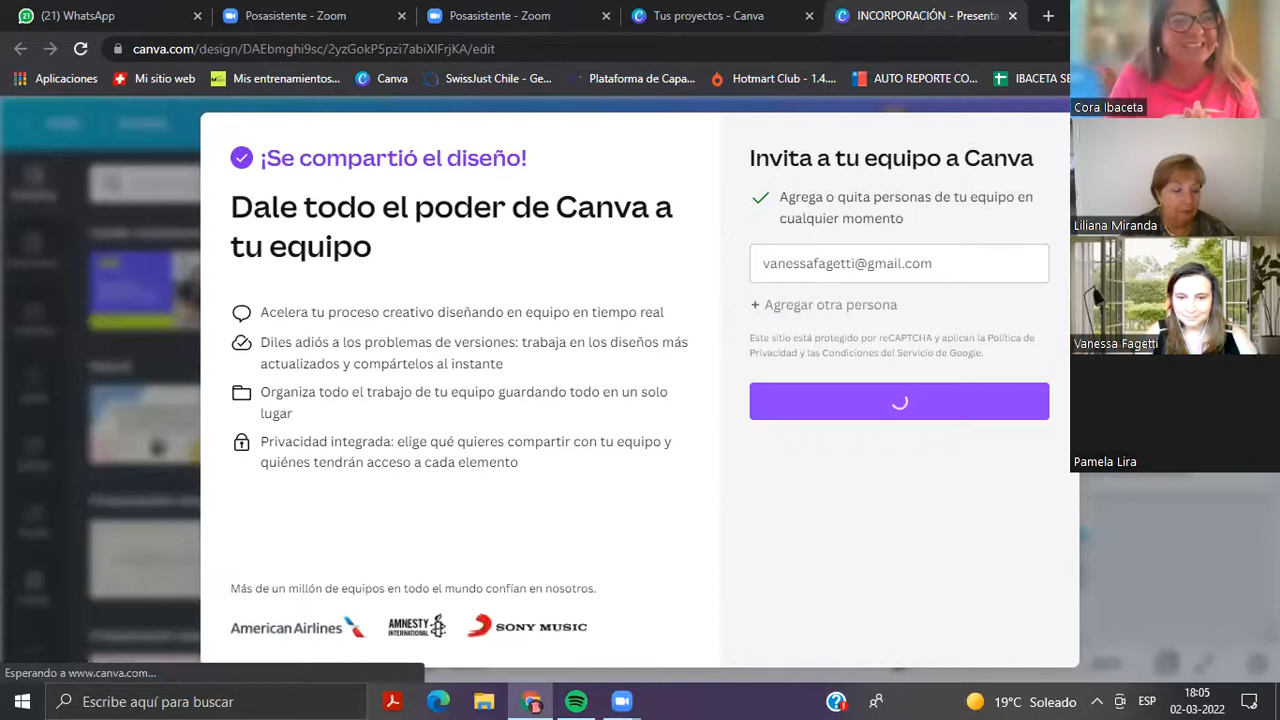 (21) WhatsApp
Posasistente - Zoom
Posasistente - Zoom
Tus proyectos - Canva
INCORPORACIÓN - Presenta
canva.com/design/DAEbmghi9sc/2yzGokP5pzi7abiXIFrjKA/edit
Aplicaciones
Mi sitio web
Mis entrenamientos...
Canva
SwissJust Chile - Ge...
Plataforma de Capa...
Hotmart Club - 1.4....
AUTO REPORTE CO...
IBACETA SE
¡Se compartió el diseño!
Dale todo el poder de Canva a
tu equipo
Acelera tu proceso creativo diseñando en equipo en tiempo real
Diles adiós a los problemas de versiones: trabaja en los diseños más
actualizados y compártelos al instante
Organiza todo el trabajo de tu equipo guardando todo en un solo
lugar
Privacidad integrada: elige qué quieres compartir con tu equipo y
quiénes tendrán acceso a cada elemento
Más de un millón de equipos en todo el mundo confían en nosotros.
American Airlines
AMNESTY
INTERNATIONAL
SONY MUSIC
Invita a tu equipo a Canva
Agrega o quita personas de tu equipo en
cualquier momento
vanessafagetti@gmail.com
+ Agregar otra persona
Este sitio está protegido por reCAPTCHA y aplican la Política de
Privacidad y las Condiciones del Servicio de Google.
Cora Ibaceta
Liliana Miranda
Vanessa Fagetti
Pamela Lira
Esperando a www.canva.com...
Escribe aquí para buscar
19°C Soleado
ESP
18:05
02-03-2022